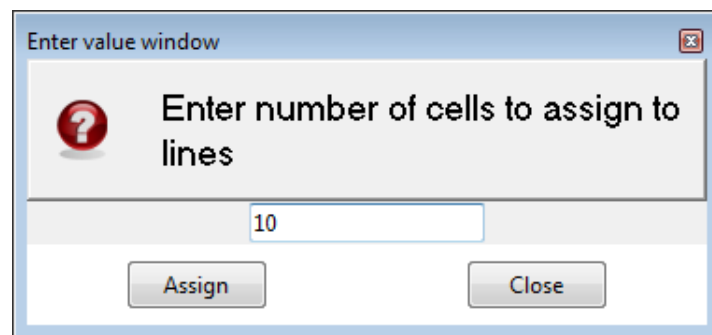 Enter value window
Enter number of cells to assign to
lines
10
Assign Close